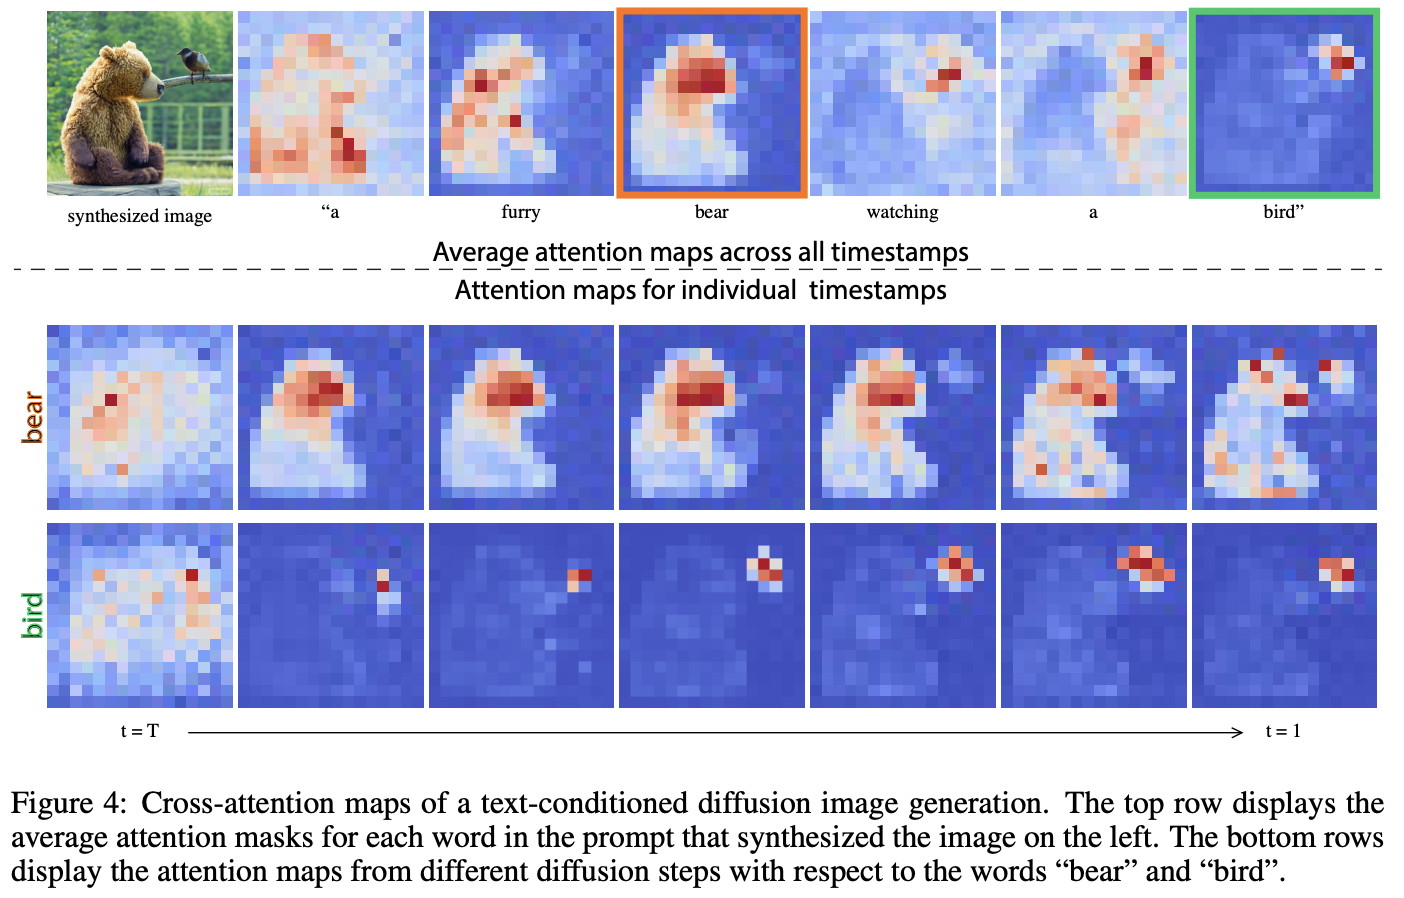 synthesized image “a furry bear watching a bird”
Average attention maps across all timestamps
Attention maps for individual timestamps
bear
bird
t = T t = 1
Figure 4: Cross-attention maps of a text-conditioned diffusion image generation. The top row displays the
average attention masks for each word in the prompt that synthesized the image on the left. The bottom rows
display the attention maps from different diffusion steps with respect to the words “bear” and “bird”.